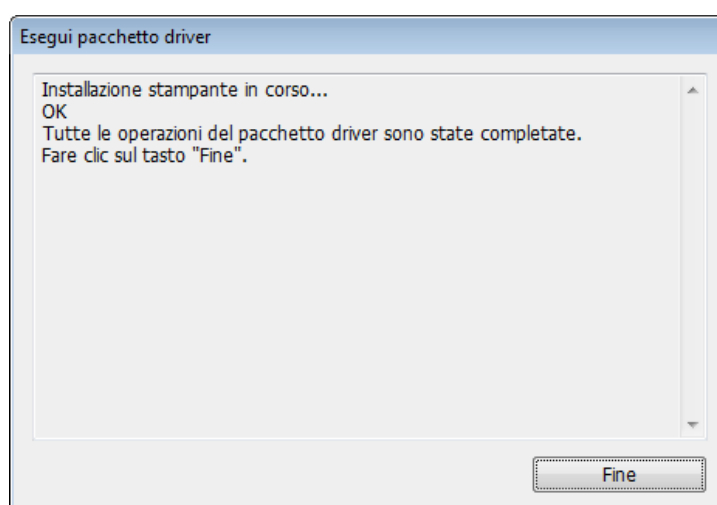 Esegui pacchetto driver
Installazione stampante in corso...
OK
Tutte le operazioni del pacchetto driver sono state completate.
Fare clic sul tasto "Fine".
Fine